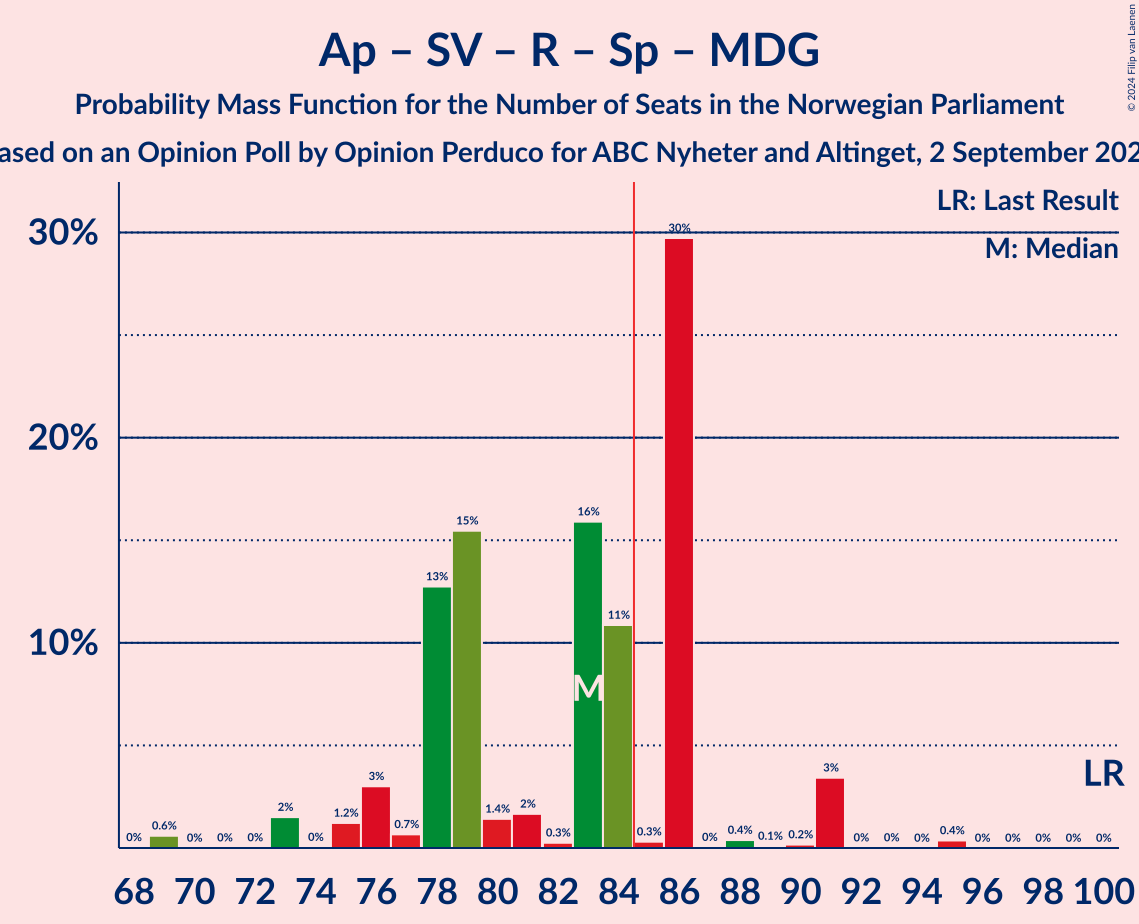 Ap – SV – R – Sp – MDG
Probability Mass Function for the Number of Seats in the Norwegian Parliament
ased on an Opinion Poll by Opinion Perduco for ABC Nyheter and Altinget, 2 September 202
© 2024 Filip van Laenen
LR: Last Result
M: Median
30%
20%
10%
0% 0.6% 0% 0% 0% 2% 0% 1.2% 3% 0.7% 13% 15% 1.4% 2% 0.3% 16% 11% 0.3% 30% 0% 0.4% 0.1% 0.2% 3% 0% 0% 0% 0.4% 0% 0% 0% 0% 0%
M
LR
68 70 72 74 76 78 80 82 84 86 88 90 92 94 96 98 100